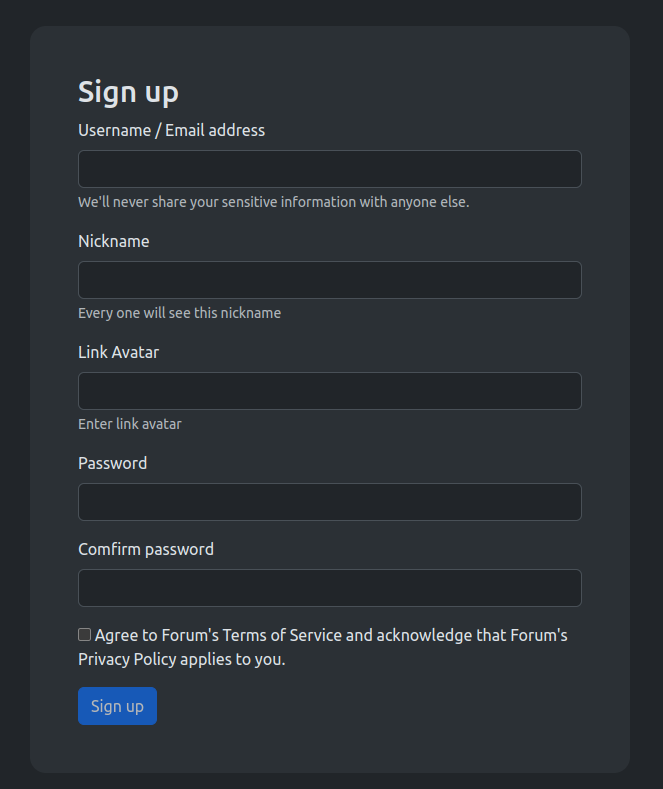 Sign up
Username / Email address
We'll never share your sensitive information with anyone else.
Nickname
Every one will see this nickname
Link Avatar
Enter link avatar
Password
Comfirm password
Agree to Forum's Terms of Service and acknowledge that Forum's
Privacy Policy applies to you.
Sign up